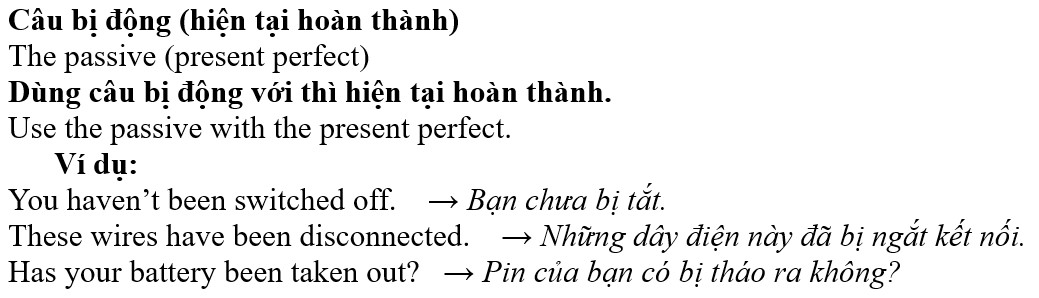 Câu bị động (hiện tại hoàn thành)
The passive (present perfect)
Dùng câu bị động với thì hiện tại hoàn thành.
Use the passive with the present perfect.
Ví dụ:
You haven’t been switched off. → Bạn chưa bị tắt.
These wires have been disconnected. → Những dây điện này đã bị ngắt kết nối.
Has your battery been taken out? → Pin của bạn có bị tháo ra không?